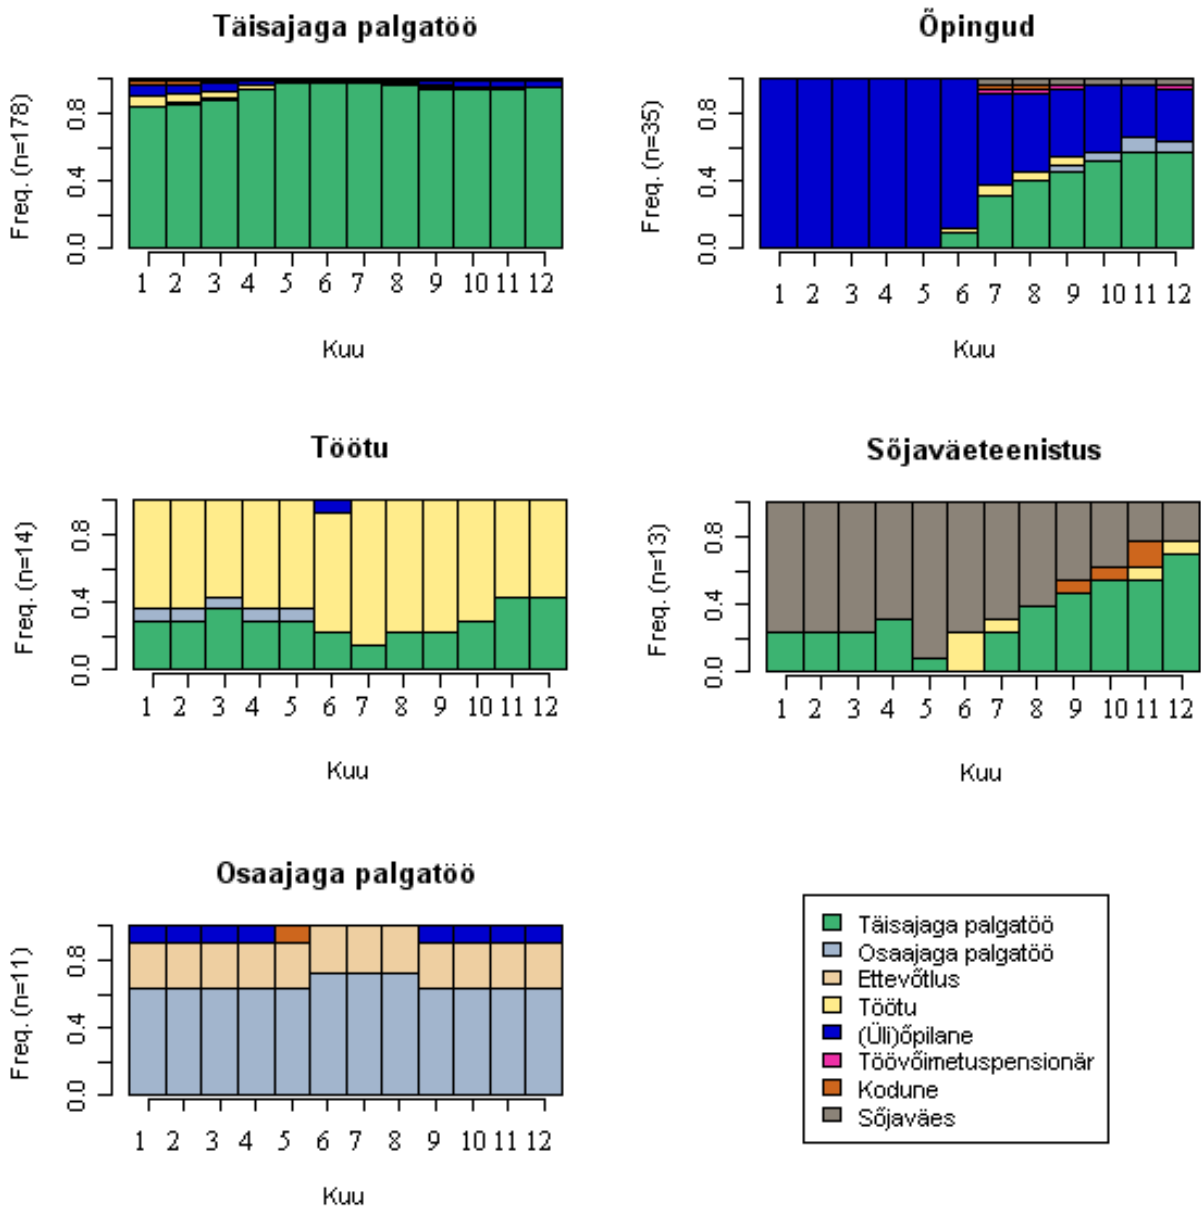 Täisajaga palgatöö
Freq. (n=178)
0.0 0.4 0.8
1 2 3 4 5 6 7 8 9 10 11 12
Kuu
Õpingud
Freq. (n=35)
0.0 0.4 0.8
1 2 3 4 5 6 7 8 9 10 11 12
Kuu
Töötu
Freq. (n=14)
0.0 0.4 0.8
1 2 3 4 5 6 7 8 9 10 11 12
Kuu
Sõjaväeteenistus
Freq. (n=13)
0.0 0.4 0.8
1 2 3 4 5 6 7 8 9 10 11 12
Kuu
Osaajaga palgatöö
Freq. (n=11)
0.0 0.4 0.8
1 2 3 4 5 6 7 8 9 10 11 12
Kuu
Täisajaga palgatöö
Osaajaga palgatöö
Ettevõtlus
Töötu
(Üli)õpilane
Töövõimetuspensionär
Kodune
Sõjaväes